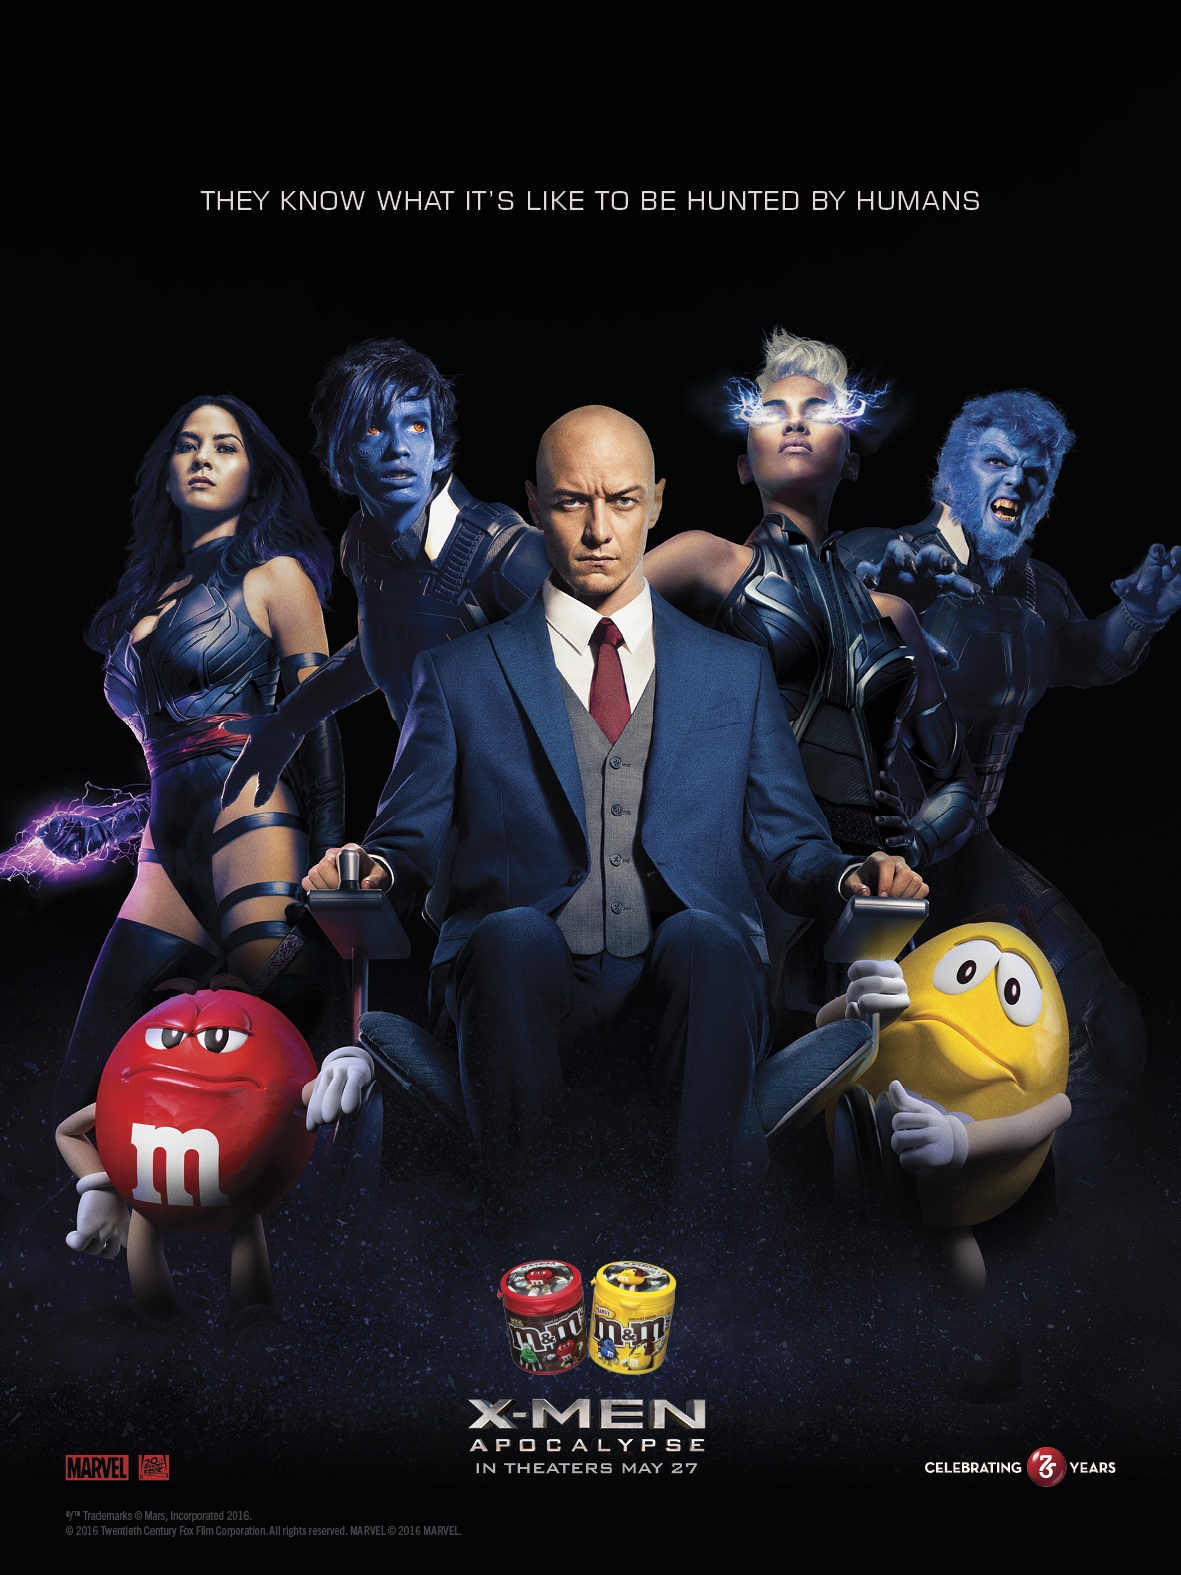 THEY KNOW WHAT IT'S LIKE TO BE HUNTED BY HUMANS
m
m&m's
m&m's
X-MEN
APOCALYPSE
IN THEATERS MAY 27
MARVEL
CELEBRATING 75 YEARS
®/™ Trademarks © Mars, Incorporated 2016.
© 2016 Twentieth Century Fox Film Corporation. All rights reserved. MARVEL © 2016 MARVEL.